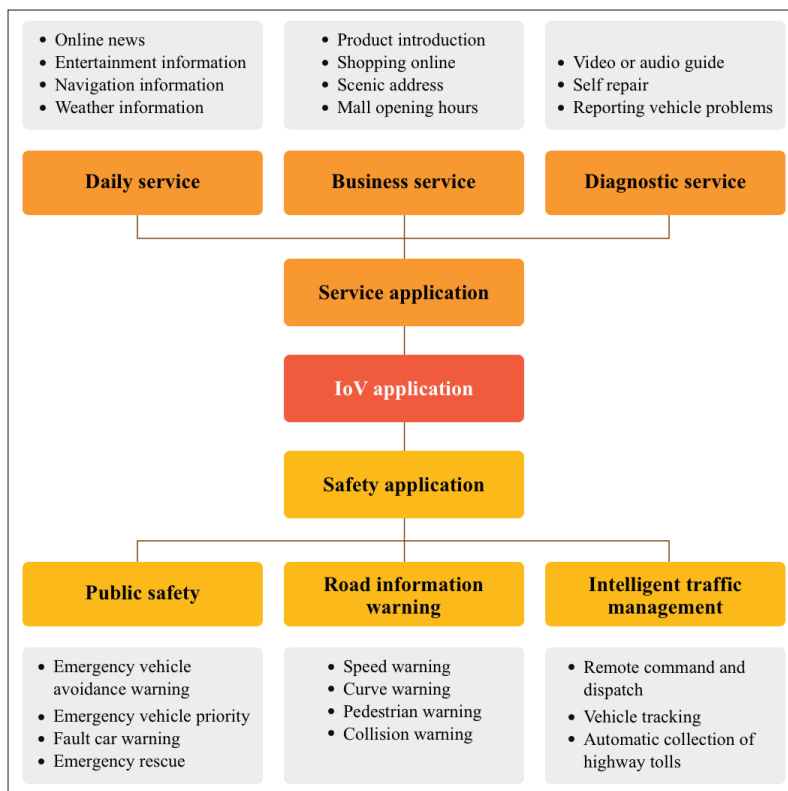 • Online news
• Entertainment information
• Navigation information
• Weather information
• Product introduction
• Shopping online
• Scenic address
• Mall opening hours
• Video or audio guide
• Self repair
• Reporting vehicle problems
Daily service
Business service
Diagnostic service
Service application
IoV application
Safety application
Public safety
Road information
warning
Intelligent traffic
management
• Emergency vehicle
avoidance warning
• Emergency vehicle priority
• Fault car warning
• Emergency rescue
• Speed warning
• Curve warning
• Pedestrian warning
• Collision warning
• Remote command and
dispatch
• Vehicle tracking
• Automatic collection of
highway tolls